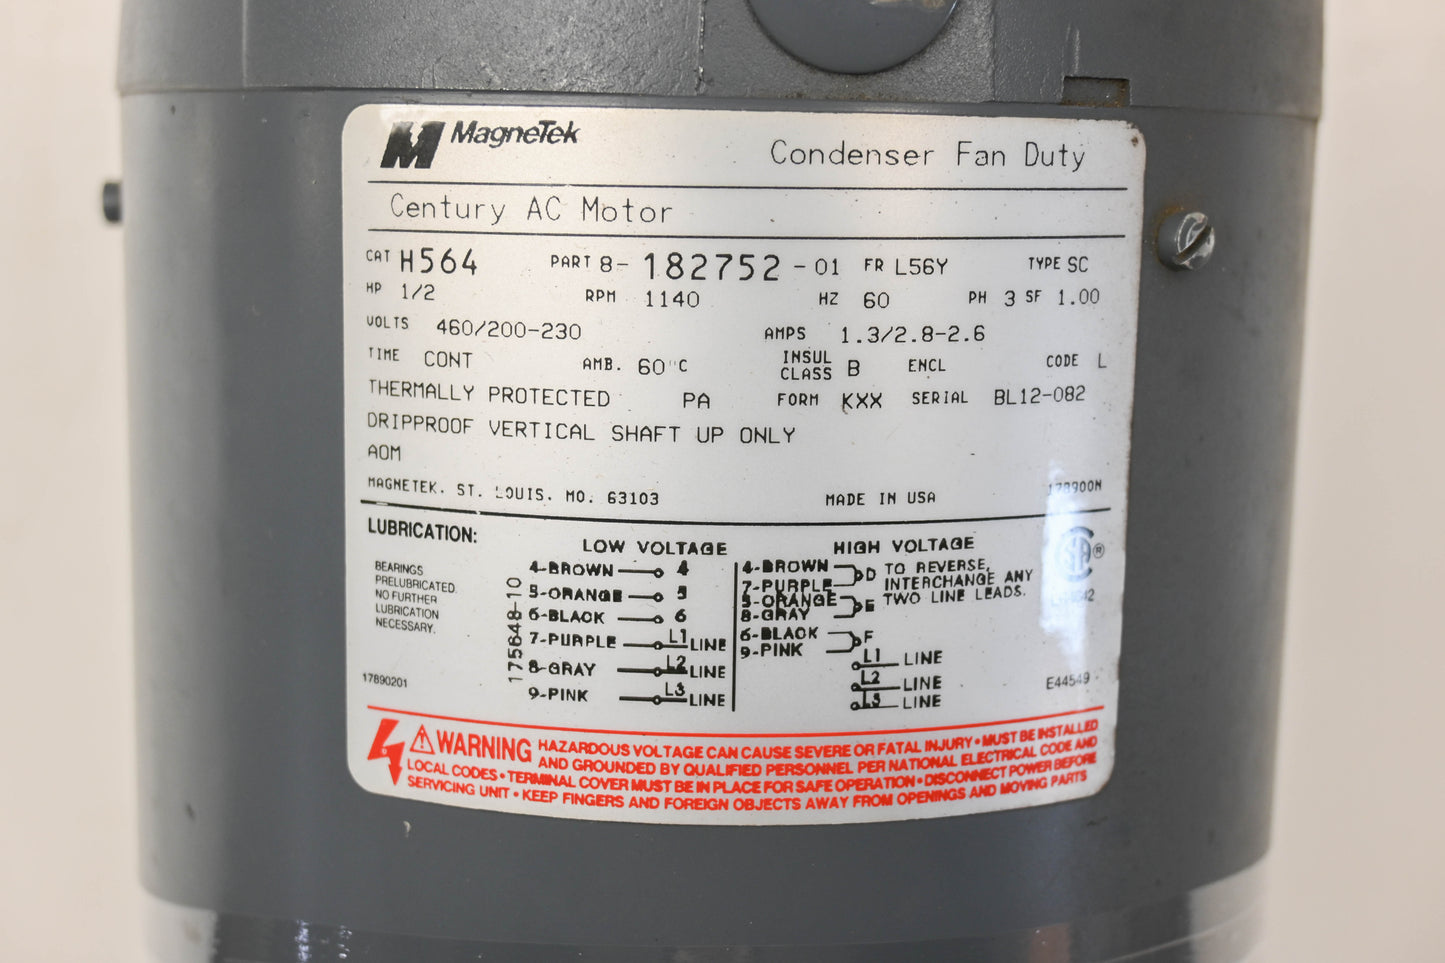 MagneTek
Condenser Fan Duty
Century AC Motor
CAT H564 PART 8-182752-01 FR L56Y TYPE SC
HP 1/2 RPM 1140 HZ 60 PH 3 SF 1.00
VOLTS 460/200-230 AMPS 1.3/2.8-2.6
TIME CONT AMB. 60°C INSUL CLASS B ENCL CODE L
THERMALLY PROTECTED PA FORM KXX SERIAL BL12-082
DRIPPROOF VERTICAL SHAFT UP ONLY
AOM
MAGNETEK. ST. LOUIS. MO. 63103 MADE IN USA 178900M
LUBRICATION:
BEARINGS
PRELUBRICATED.
NO FURTHER
LUBRICATION
NECESSARY.
17890201
175648-10
LOW VOLTAGE
4-BROWN 4
5-ORANGE 5
6-BLACK 6
7-PURPLE L1 LINE
8-GRAY L2 LINE
9-PINK L3 LINE
HIGH VOLTAGE
4-BROWN
7-PURPLE D
5-ORANGE
8-GRAY E
6-BLACK
9-PINK F
L1 LINE
L2 LINE
L3 LINE
TO REVERSE,
INTERCHANGE ANY
TWO LINE LEADS.
SA ®
E44549
WARNING HAZARDOUS VOLTAGE CAN CAUSE SEVERE OR FATAL INJURY • MUST BE INSTALLED
AND GROUNDED BY QUALIFIED PERSONNEL PER NATIONAL ELECTRICAL CODE AND
LOCAL CODES • TERMINAL COVER MUST BE IN PLACE FOR SAFE OPERATION • DISCONNECT POWER BEFORE
SERVICING UNIT • KEEP FINGERS AND FOREIGN OBJECTS AWAY FROM OPENINGS AND MOVING PARTS